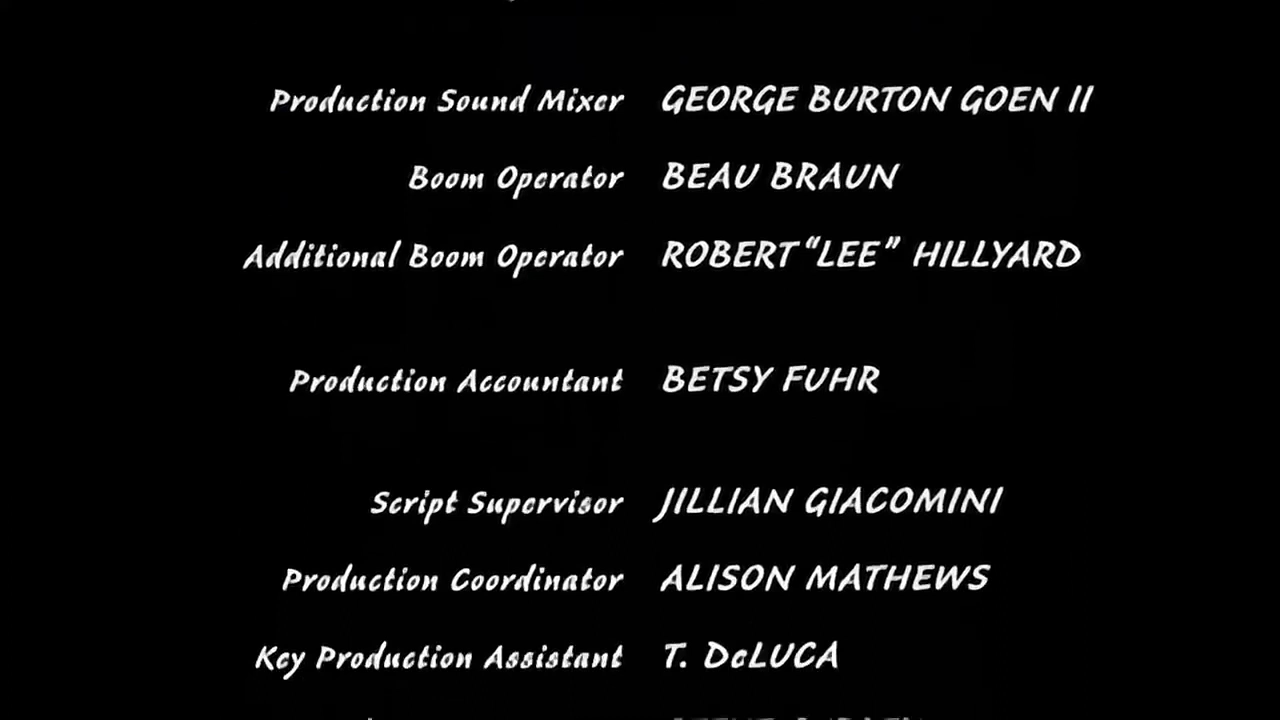 Production Sound Mixer GEORGE BURTON GOEN II
Boom Operator BEAU BRAUN
Additional Boom Operator ROBERT “LEE” HILLYARD
Production Accountant BETSY FUHR
Script Supervisor JILLIAN GIACOMINI
Production Coordinator ALISON MATHEWS
Key Production Assistant T. DeLUCA